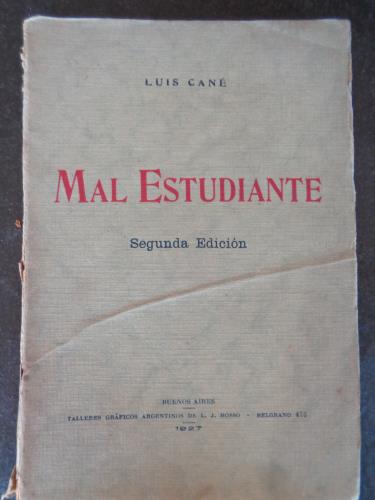 LUIS CANÉ
MAL ESTUDIANTE
Segunda Edición
BUENOS AIRES
TALLERES GRÁFICOS ARGENTINOS DE L. J. ROSSO - BELGRANO 475
1927